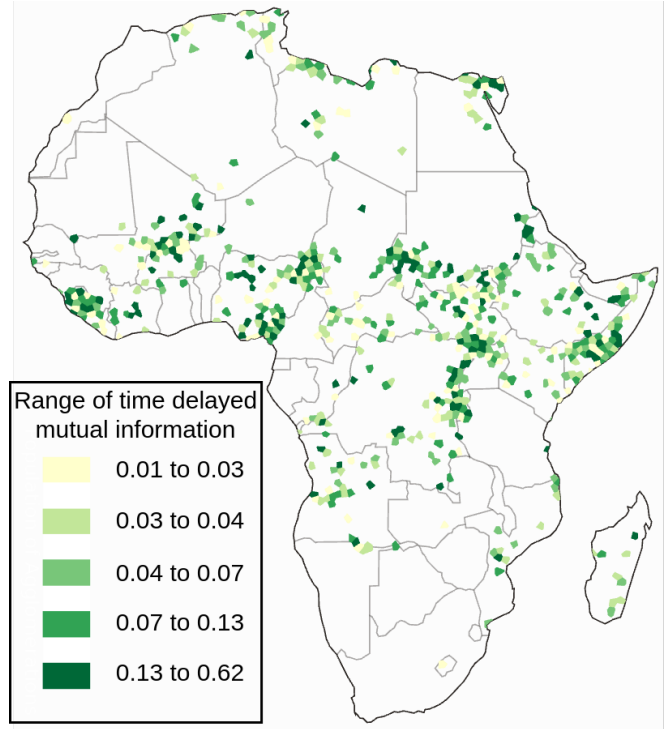 Range of time delayed
mutual information
0.01 to 0.03
0.03 to 0.04
0.04 to 0.07
0.07 to 0.13
0.13 to 0.62